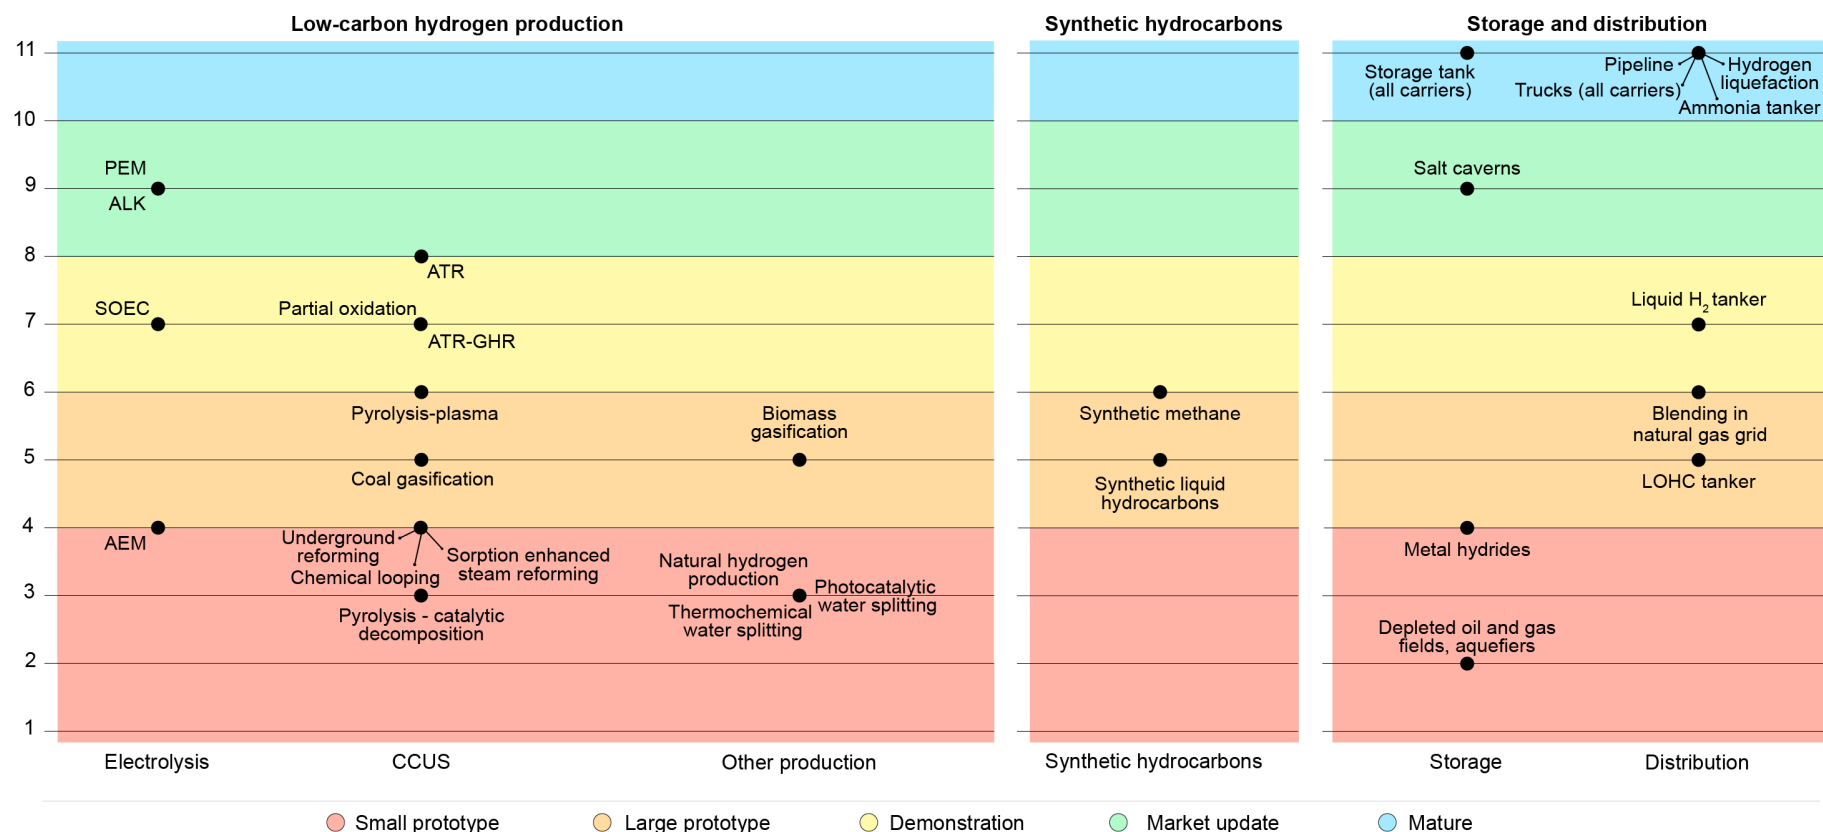 Low-carbon hydrogen production
Synthetic hydrocarbons
Storage and distribution
11
10
9
8
7
6
5
4
3
2
1
PEM
ALK
SOEC
AEM
ATR
Partial oxidation
ATR-GHR
Pyrolysis-plasma
Coal gasification
Underground
reforming
Chemical looping
Sorption enhanced
steam reforming
Pyrolysis - catalytic
decomposition
Biomass
gasification
Natural hydrogen
production
Photocatalytic
water splitting
Thermochemical
water splitting
Synthetic methane
Synthetic liquid
hydrocarbons
Storage tank
(all carriers)
Salt caverns
Metal hydrides
Depleted oil and gas
fields, aquefiers
Pipeline
Hydrogen
liquefaction
Trucks (all carriers)
Ammonia tanker
Liquid H₂ tanker
Blending in
natural gas grid
LOHC tanker
Electrolysis
CCUS
Other production
Synthetic hydrocarbons
Storage
Distribution
Small prototype
Large prototype
Demonstration
Market update
Mature